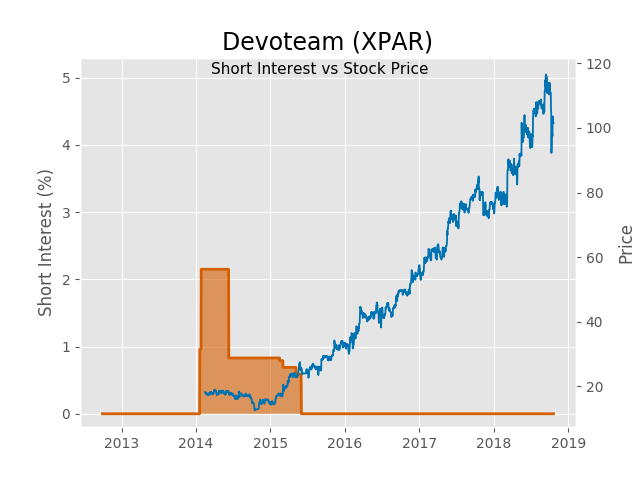 Devoteam (XPAR)
Short Interest vs Stock Price
Short Interest (%)
5
4
3
2
1
0
120
100
80
60
40
20
Price
2013 2014 2015 2016 2017 2018 2019